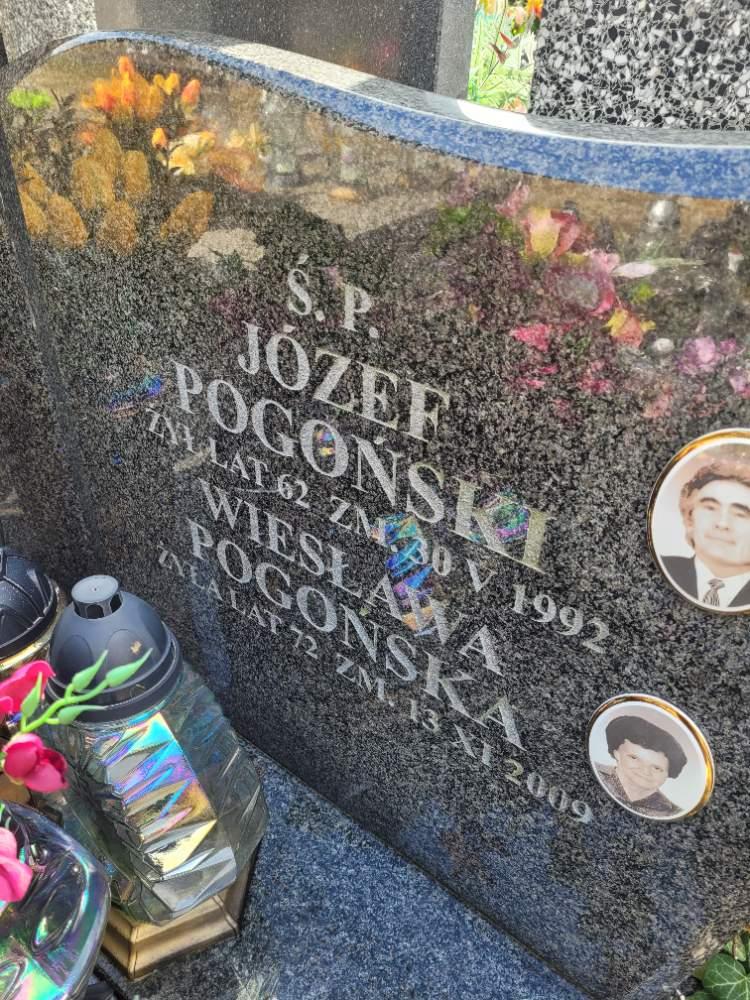 Ś. P.
JÓZEF
POGOŃSKI
ŻYŁ LAT 62 ZM. 30 V 1992
WIESŁAWA
POGOŃSKA
ŻYŁA LAT 72 ZM. 13 XI 2009